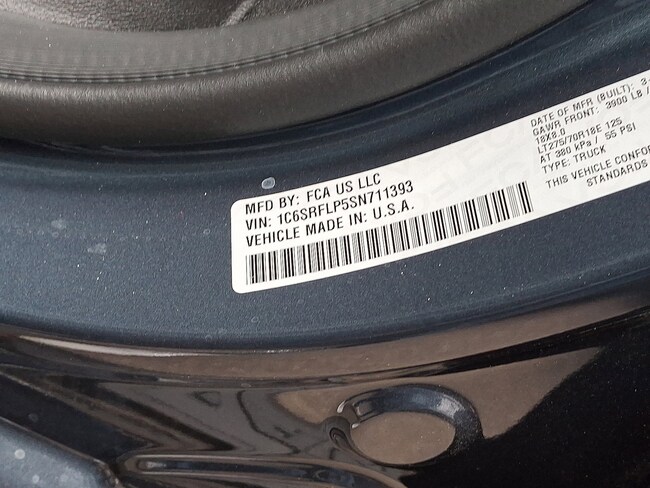 MFD BY: FCA US LLC
VIN: 1C6SRFLP5SN711393
VEHICLE MADE IN: U.S.A.
DATE OF MFR (BUILT): 3-
GAWR FRONT: 3900 LB /
18X8.0
LT275/70R18E 125
AT 380 kPa / 55 PSI
TYPE: TRUCK
THIS VEHICLE
STANDARDS